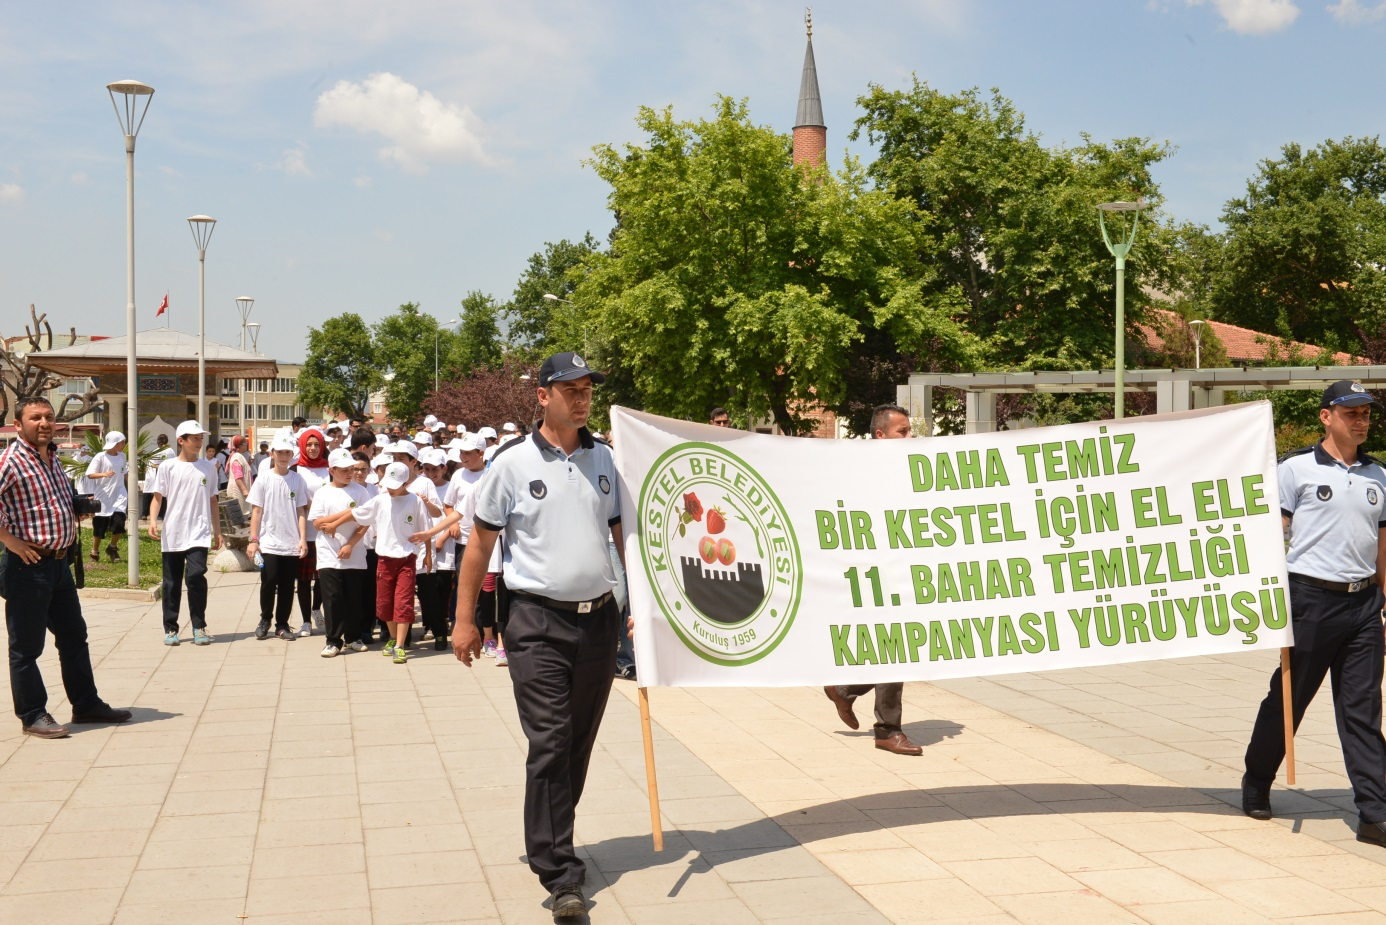 KESTEL BELEDİYESİ
Kuruluş 1959
DAHA TEMİZ
BİR KESTEL İÇİN EL ELE
11. BAHAR TEMİZLİĞİ
KAMPANYASI YÜRÜYÜŞÜ